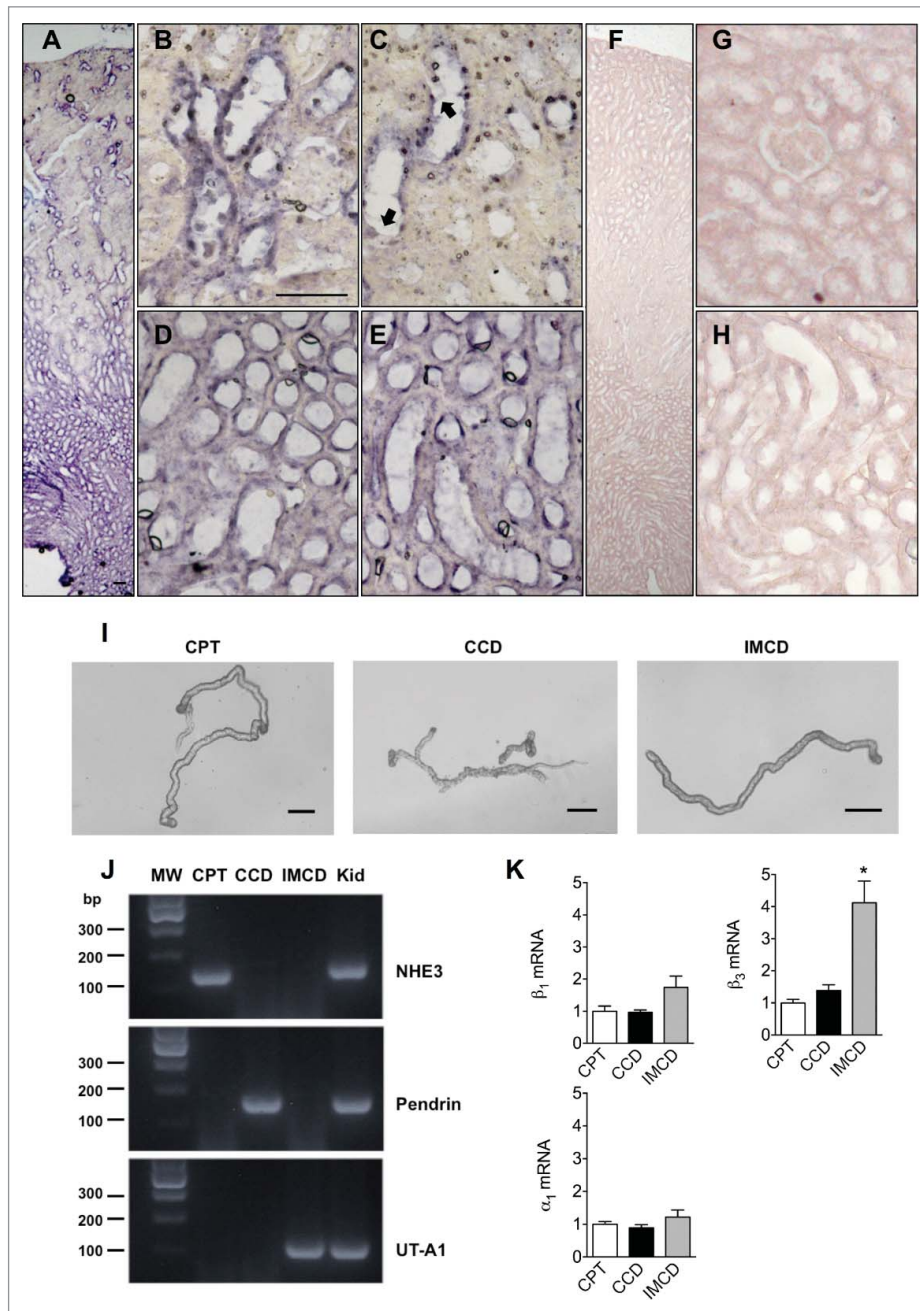 A
B
C
F
G
D
E
H
I
CPT CCD IMCD
J
MW CPT CCD IMCD Kid
bp
300
200
100
NHE3
300
200
100
Pendrin
300
200
100
UT-A1
K
β1 mRNA
5
4
3
2
1
0
CPT
CCD
IMCD
β3 mRNA
5
4
3
2
1
0
*
CPT
CCD
IMCD
α1 mRNA
5
4
3
2
1
0
CPT
CCD
IMCD